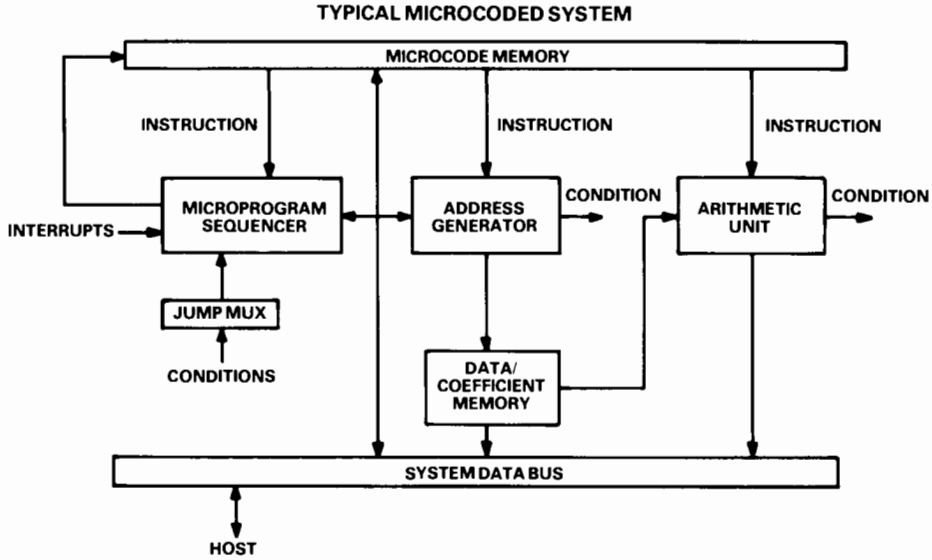 TYPICAL MICROCODED SYSTEM
MICROCODE MEMORY
INSTRUCTION
INSTRUCTION
INSTRUCTION
MICROPROGRAM
SEQUENCER
ADDRESS
GENERATOR
CONDITION
ARITHMETIC
UNIT
CONDITION
INTERRUPTS
JUMP MUX
CONDITIONS
DATA/
COEFFICIENT
MEMORY
SYSTEM DATA BUS
HOST